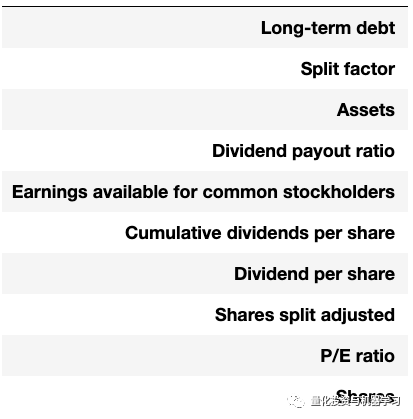 Long-term debt
Split factor
Assets
Dividend payout ratio
Earnings available for common stockholders
Cumulative dividends per share
Dividend per share
Shares split adjusted
P/E ratio
Shares
量化投资与机器学习